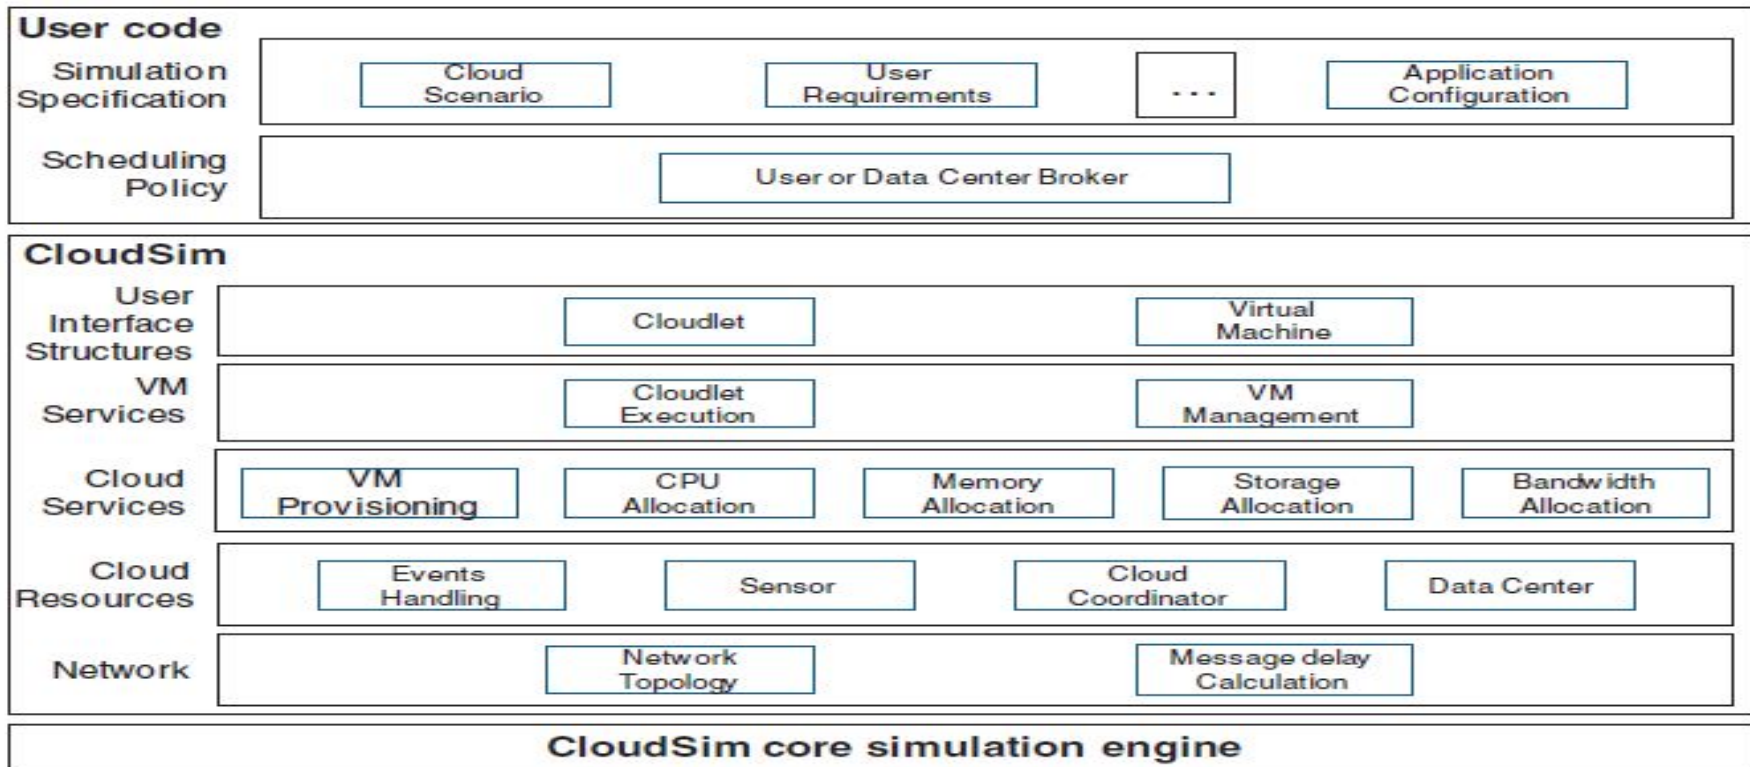 User code
Simulation
Specification
Cloud
Scenario
User
Requirements
...
Application
Configuration
Scheduling
Policy
User or Data Center Broker
CloudSim
User
Interface
Structures
Cloudlet
Virtual
Machine
VM
Services
Cloudlet
Execution
VM
Management
Cloud
Services
VM
Provisioning
CPU
Allocation
Memory
Allocation
Storage
Allocation
Bandwidth
Allocation
Cloud
Resources
Events
Handling
Sensor
Cloud
Coordinator
Data Center
Network
Network
Topology
Message delay
Calculation
CloudSim core simulation engine